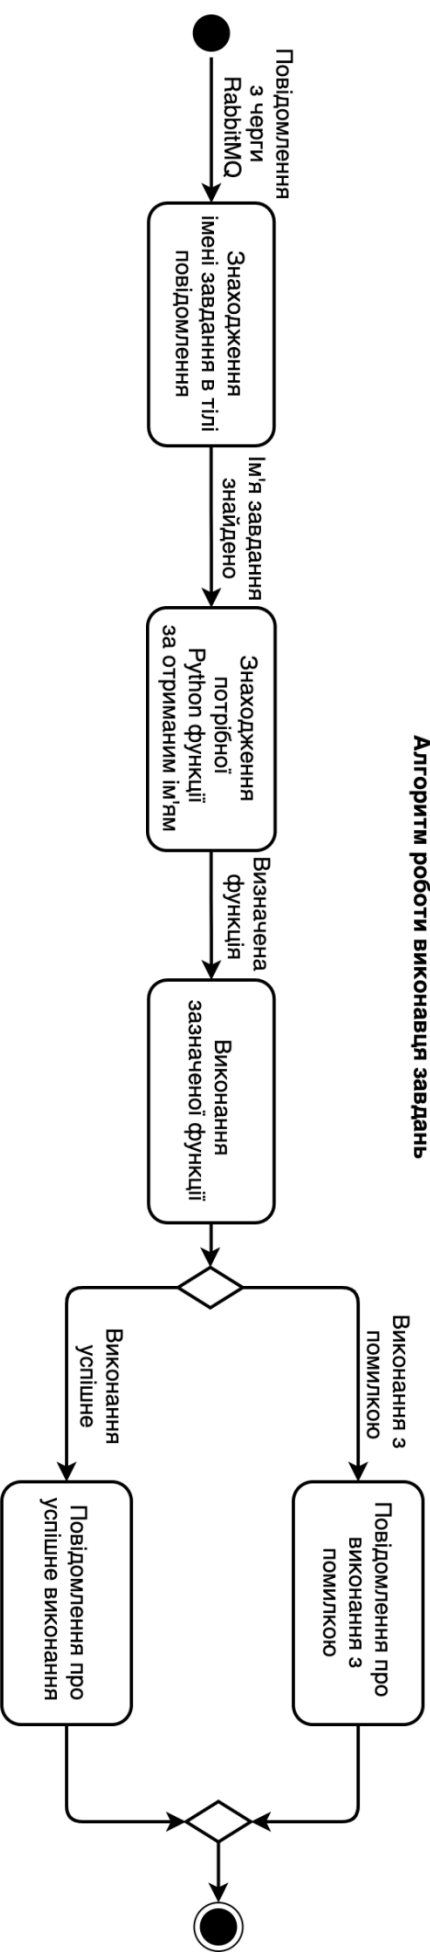 Алгоритм роботи виконавця завдань
Повідомлення
з черги
RabbitMQ
Знаходження
імені завдання в тілі
повідомлення
Ім'я завдання
знайдено
Знаходження
потрібної
Python функції
за отриманим ім'ям
Визначена
функція
Виконання
зазначеної функції
Виконання з
помилкою
Повідомлення про
виконання з
помилкою
Виконання
успішне
Повідомлення про
успішне виконання